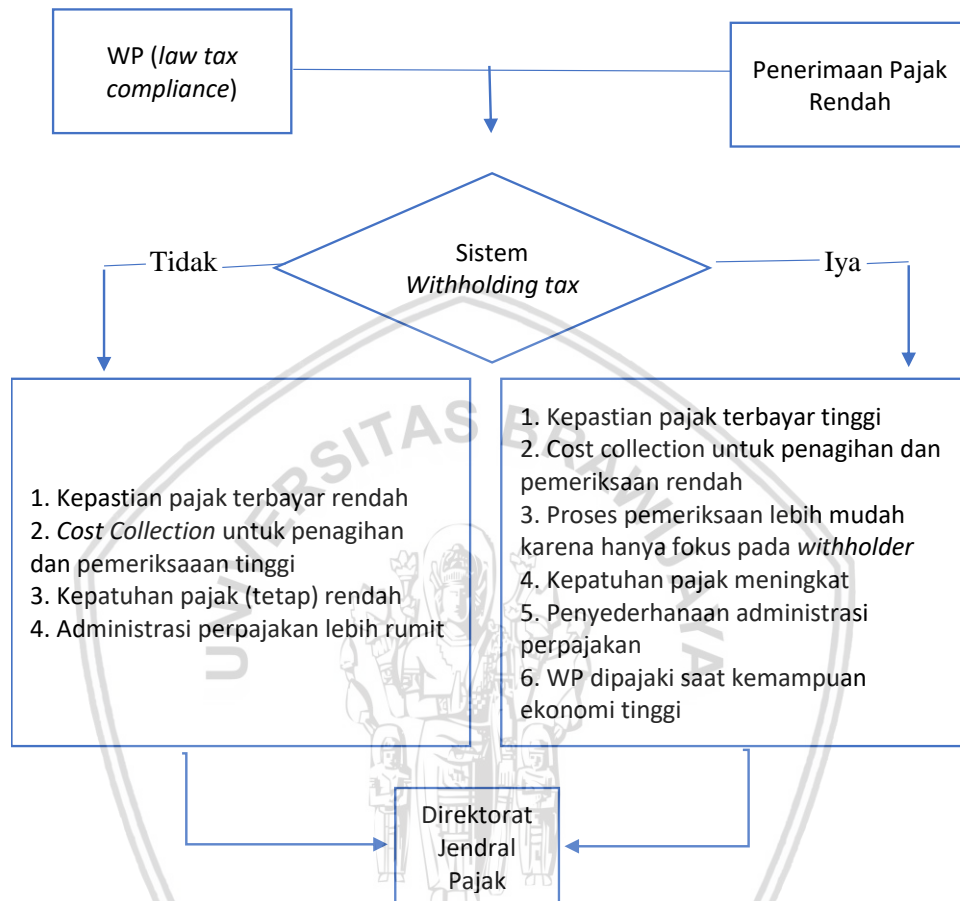 WP (law tax
compliance)
Penerimaan Pajak
Rendah
Sistem
Withholding tax
Tidak
Iya
1. Kepastian pajak terbayar rendah
2. Cost Collection untuk penagihan
dan pemeriksaaan tinggi
3. Kepatuhan pajak (tetap) rendah
4. Administrasi perpajakan lebih rumit
1. Kepastian pajak terbayar tinggi
2. Cost collection untuk penagihan dan
pemeriksaan rendah
3. Proses pemeriksaan lebih mudah
karena hanya fokus pada withholder
4. Kepatuhan pajak meningkat
5. Penyederhanaan administrasi
perpajakan
6. WP dipajaki saat kemampuan
ekonomi tinggi
Direktorat
Jendral
Pajak
UNIVERSITAS BRAWIJAYA